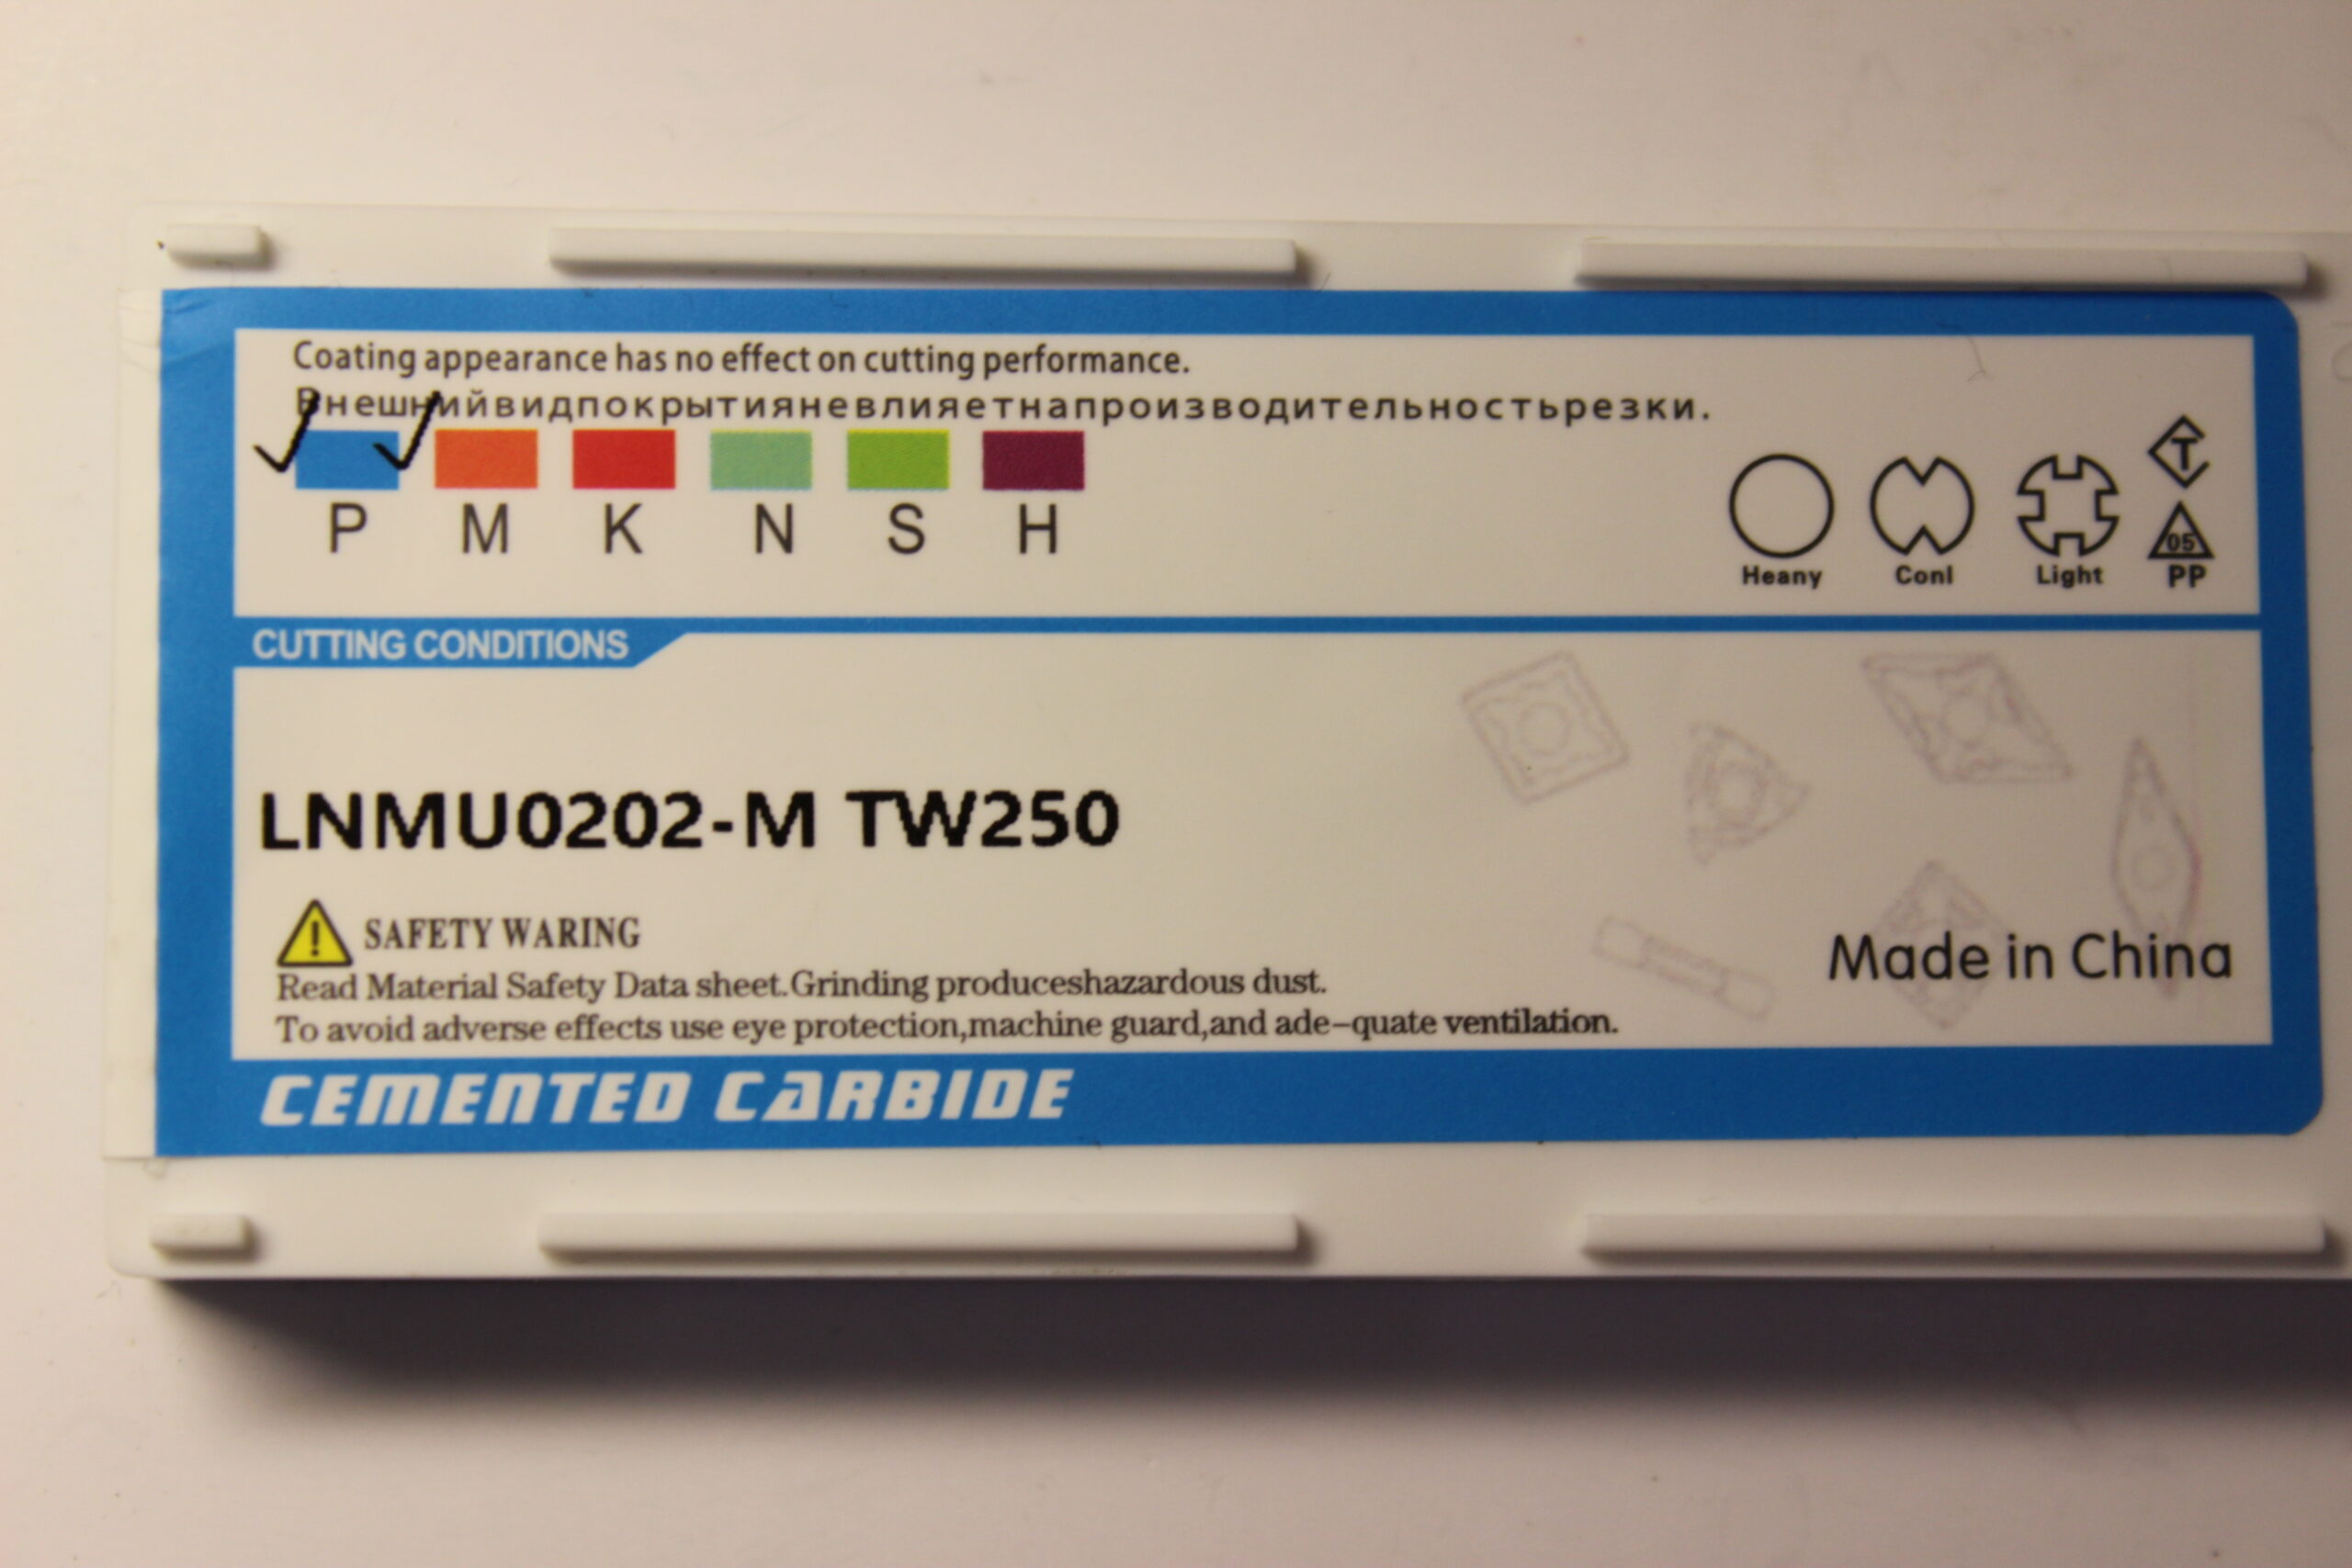 Coating appearance has no effect on cutting performance.
Внешнийвидпокрытияневлияетнапроизводительностьрезки.
P M K N S H
Heany Conl Light
T
05
PP
CUTTING CONDITIONS
LNMU0202-M TW250
! SAFETY WARING
Read Material Safety Data sheet.Grinding produceshazardous dust.
To avoid adverse effects use eye protection,machine guard,and ade-quate ventilation.
Made in China
CEMENTED CARBIDE